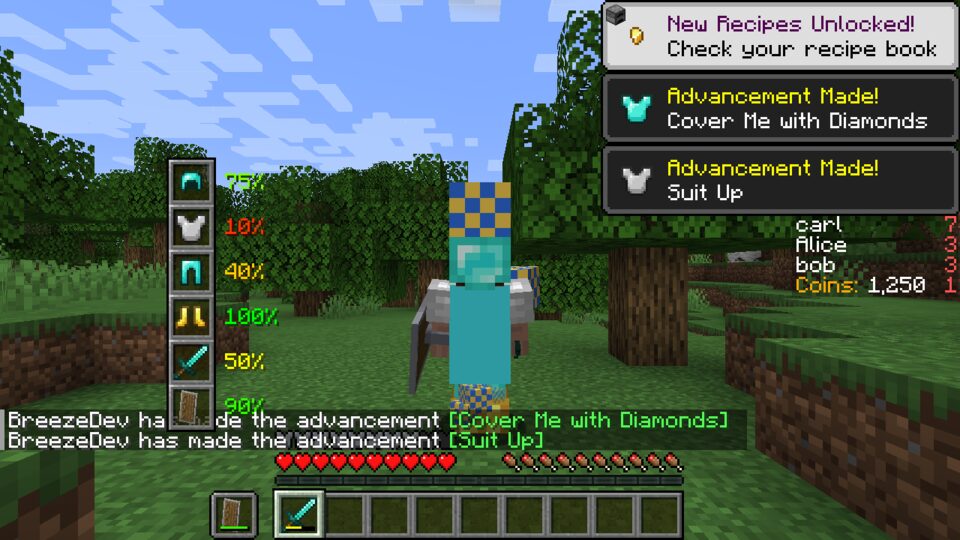 New Recipes Unlocked!
Check your recipe book
Advancement Made!
Cover Me with Diamonds
Advancement Made!
Suit Up
75%
10%
40%
100%
50%
90%
carl 7
Alice 3
bob 3
Coins: 1,250 1
BreezeDev has made the advancement [Cover Me with Diamonds]
BreezeDev has made the advancement [Suit Up]